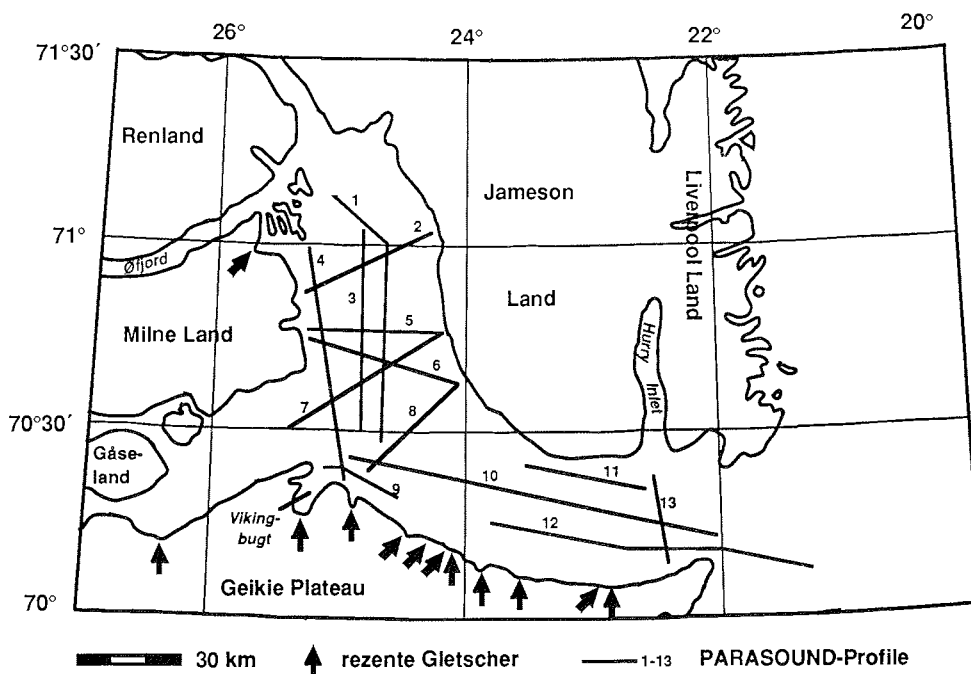 26°
24°
22°
20°
71°30´
Renland
1
Jameson
Liverpool Land
2
71°
4
Øfjord
3
Land
Milne Land
5
Hurry
Inlet
6
7
8
70°30´
Gåse-
land
10
11
9
13
12
Viking-
bugt
Geikie Plateau
70°
30 km
rezente Gletscher
1-13
PARASOUND-Profile